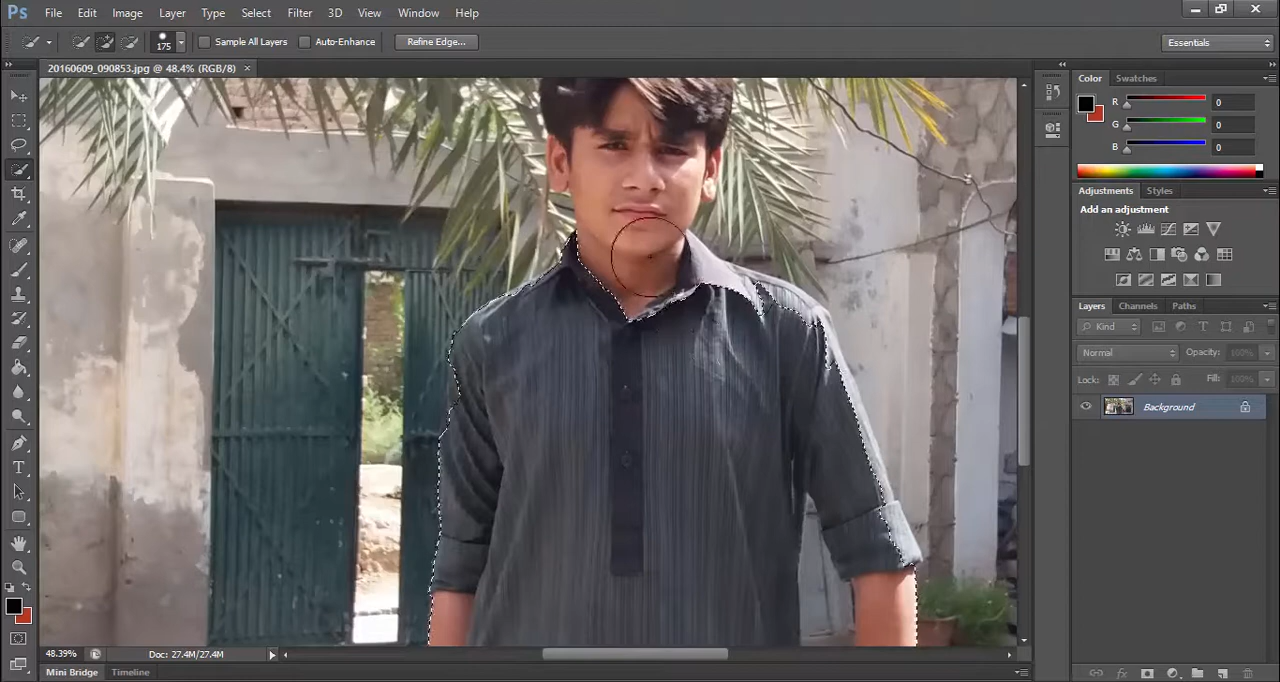 Ps File Edit Image Layer Type Select Filter 3D View Window Help
175 Sample All Layers Auto-Enhance Refine Edge... Essentials
20160609_090853.jpg @ 48.4% (RGB/8) ×
Color Swatches
R 0
G 0
B 0
Adjustments Styles
Add an adjustment
Layers Channels Paths
Kind
Normal Opacity: 100%
Lock: Fill: 100%
Background
48.39% Doc: 27.4M/27.4M
Mini Bridge Timeline